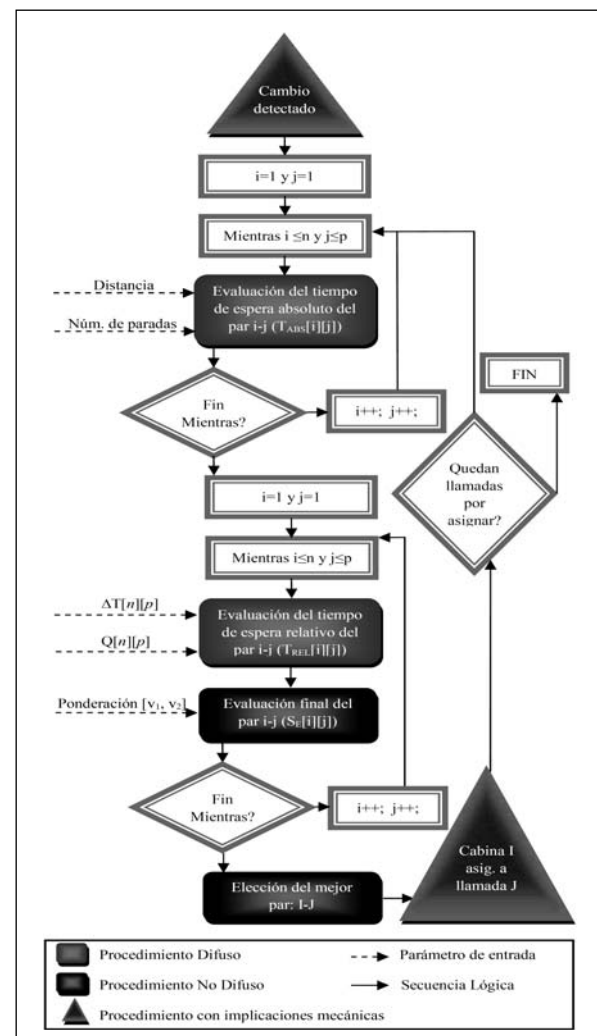 Cambio
detectado
i=1 y j=1
Mientras i ≤n y j≤p
Distancia
Núm. de paradas
Evaluación del tiempo
de espera absoluto del
par i-j (TABS[i][j])
Fin
Mientras?
i++; j++;
FIN
Quedan
llamadas
por
asignar?
i=1 y j=1
Mientras i≤n y j≤p
ΔT[n][p]
Q[n][p]
Evaluación del tiempo
de espera relativo del
par i-j (TREL[i][j])
Ponderación [v₁, v₂]
Evaluación final del
par i-j (SE[i][j])
Fin
Mientras?
i++; j++;
Elección del mejor
par: I-J
Cabina I
asig. a
llamada J
Procedimiento Difuso
Parámetro de entrada
Procedimiento No Difuso
Secuencia Lógica
Procedimiento con implicaciones mecánicas